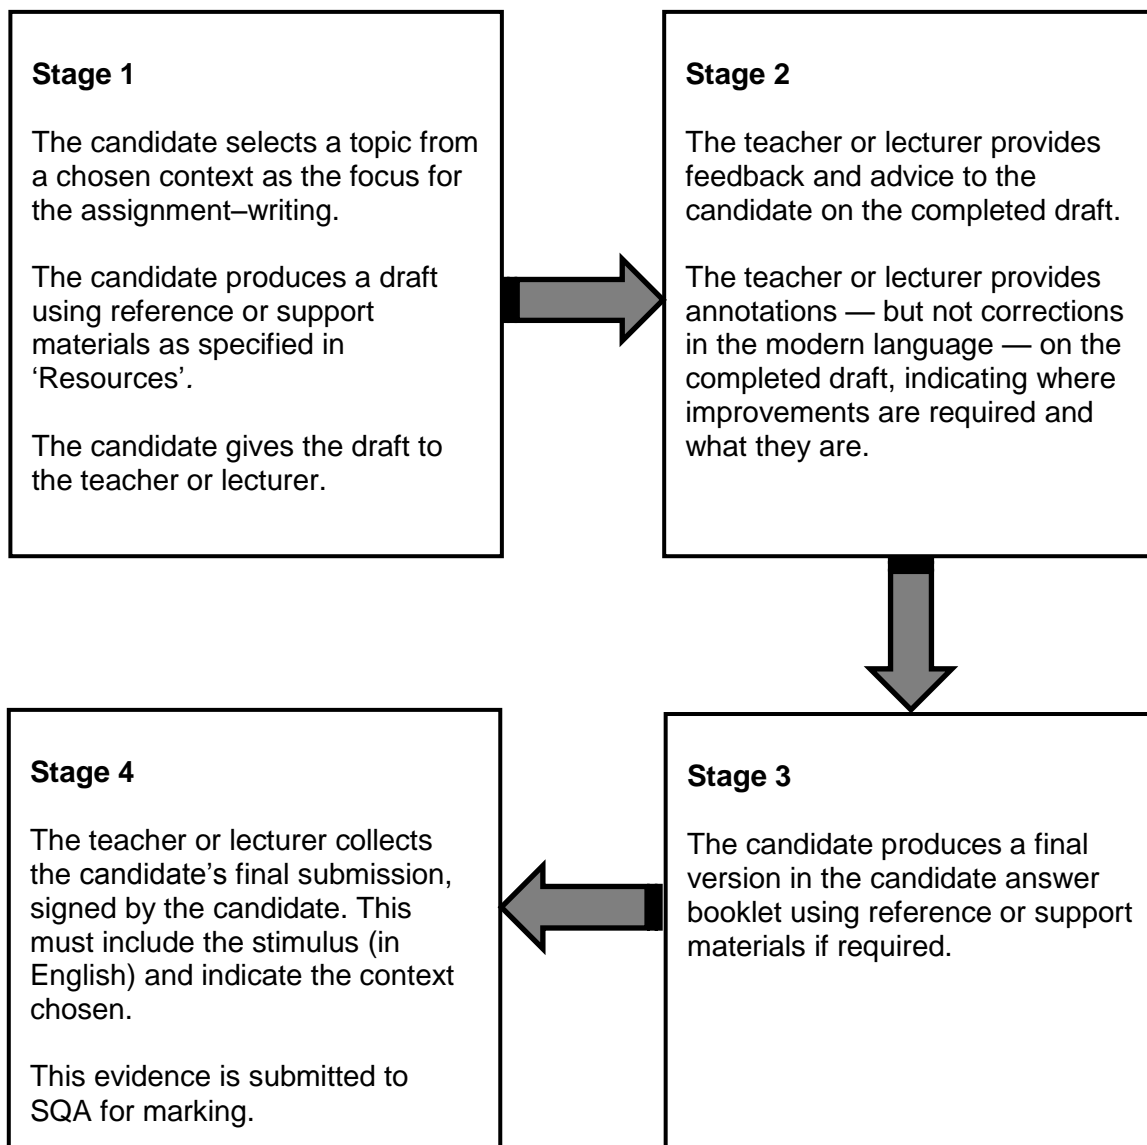 Stage 1
The candidate selects a topic from
a chosen context as the focus for
the assignment–writing.
The candidate produces a draft
using reference or support
materials as specified in
‘Resources’.
The candidate gives the draft to
the teacher or lecturer.
Stage 2
The teacher or lecturer provides
feedback and advice to the
candidate on the completed draft.
The teacher or lecturer provides
annotations — but not corrections
in the modern language — on the
completed draft, indicating where
improvements are required and
what they are.
Stage 3
The candidate produces a final
version in the candidate answer
booklet using reference or support
materials if required.
Stage 4
The teacher or lecturer collects
the candidate’s final submission,
signed by the candidate. This
must include the stimulus (in
English) and indicate the context
chosen.
This evidence is submitted to
SQA for marking.